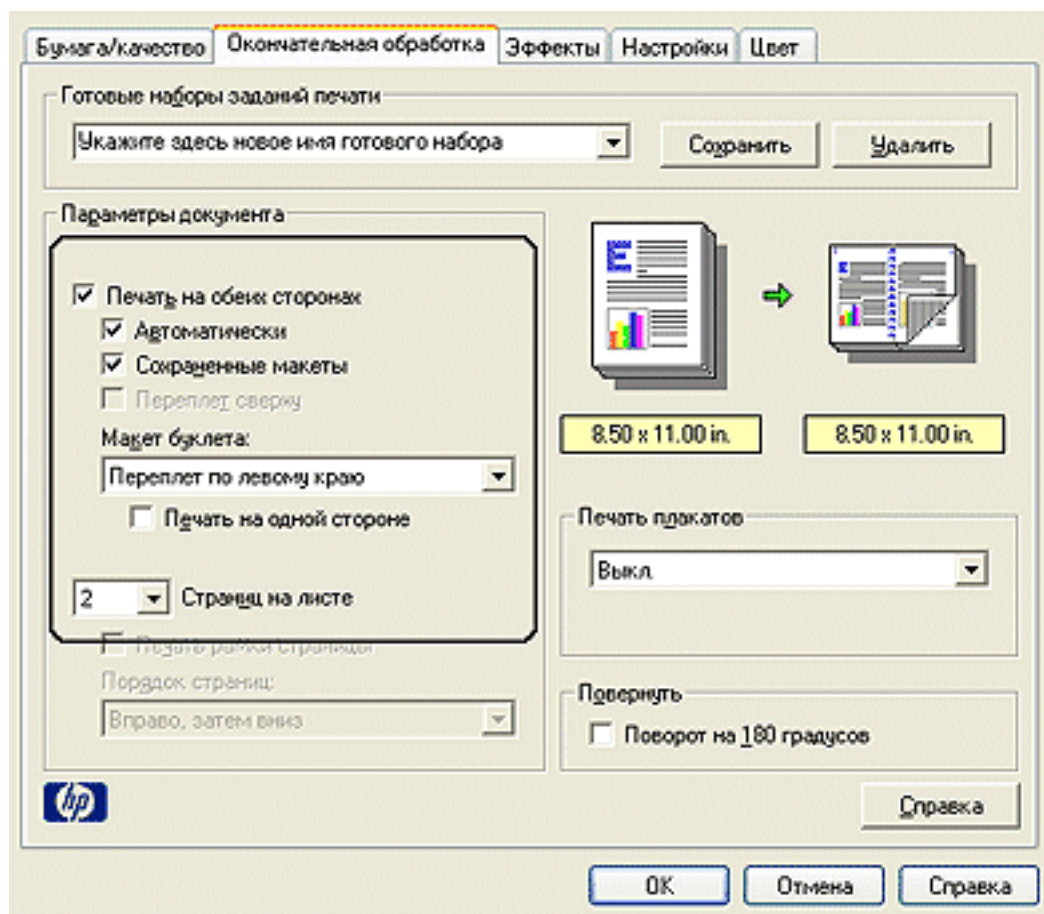 Бумага/качество
Окончательная обработка
Эффекты
Настройки
Цвет
Готовые наборы заданий печати
Укажите здесь новое имя готового набора
Сохранить
Удалить
Параметры документа
Печать на обеих сторонах
Автоматически
Сохраненные макеты
Переплет сверху
Макет буклета:
Переплет по левому краю
Печать на одной стороне
2
Страниц на листе
Печать рамки страницы
Порядок страниц:
Вправо, затем вниз
8.50 x 11.00 in.
8.50 x 11.00 in.
Печать плакатов
Выкл.
Повернуть
Поворот на 180 градусов
hp
Справка
OK
Отмена
Справка